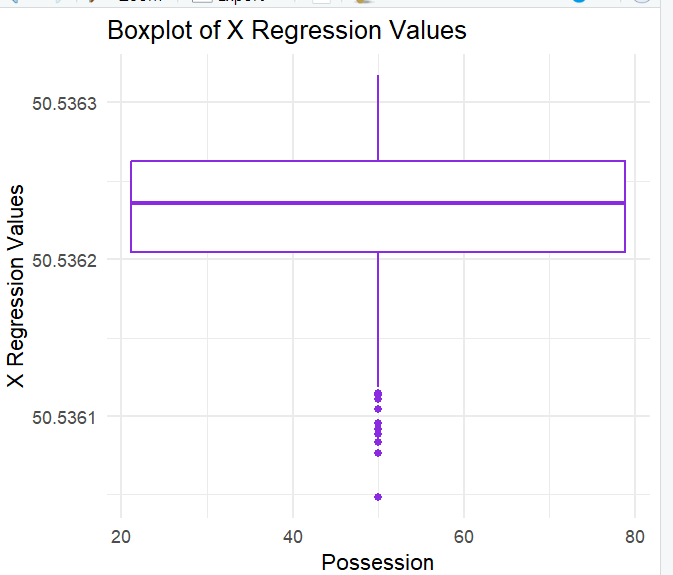 Boxplot of X Regression Values
50.5363
50.5362
50.5361
X Regression Values
20 40 60 80
Possession